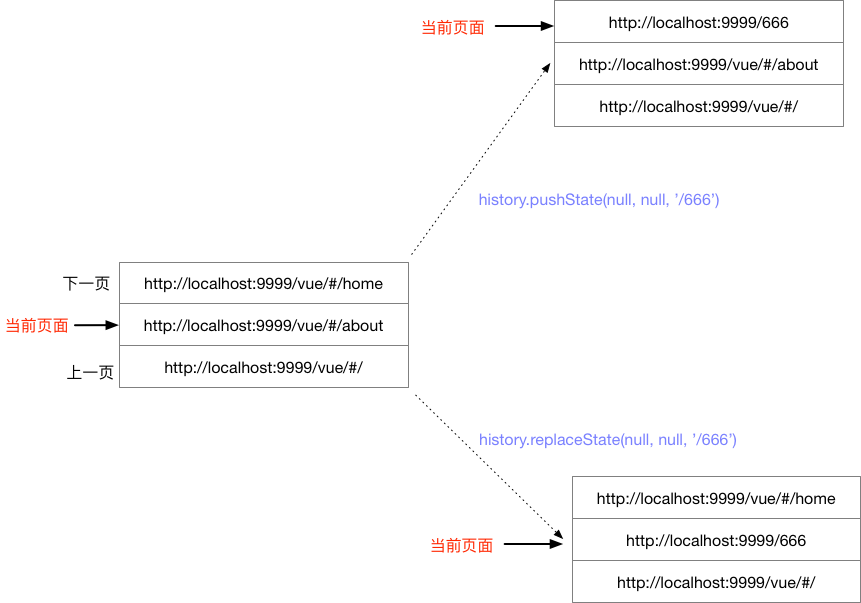 当前页面
http://localhost:9999/666
http://localhost:9999/vue/#/about
http://localhost:9999/vue/#/
history.pushState(null, null, ’/666’)
下一页
http://localhost:9999/vue/#/home
当前页面
http://localhost:9999/vue/#/about
上一页
http://localhost:9999/vue/#/
history.replaceState(null, null, ’/666’)
http://localhost:9999/vue/#/home
当前页面
http://localhost:9999/666
http://localhost:9999/vue/#/